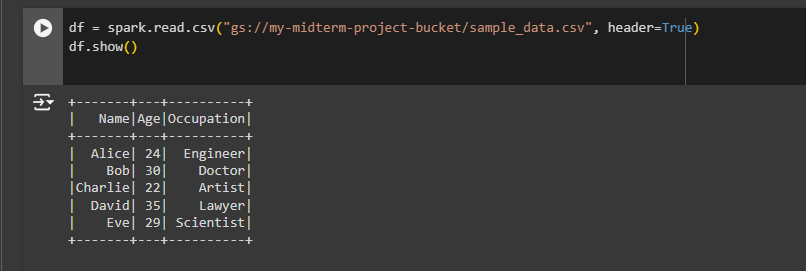 df = spark.read.csv("gs://my-midterm-project-bucket/sample_data.csv", header=True)
df.show()
+-------+---+----------+
|   Name|Age|Occupation|
+-------+---+----------+
|  Alice| 24|  Engineer|
|    Bob| 30|    Doctor|
|Charlie| 22|    Artist|
|  David| 35|    Lawyer|
|    Eve| 29| Scientist|
+-------+---+----------+